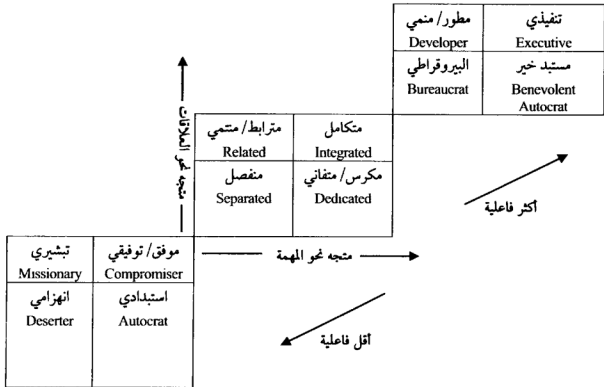 مطور/منمي
Developer
تنفيذي
Executive
البيروقراطي
Bureaucrat
مستبد خير
Benevolent
Autocrat
متجه نحو العلاقات
مترابط/منتمي
Related
متكامل
Integrated
منفصل
Separated
مكرس/متفاني
Dedicated
أكثر فاعلية
تبشيري
Missionary
موفق/توفيقي
Compromiser
متجه نحو المهمة
انهزامي
Deserter
استبدادي
Autocrat
أقل فاعلية